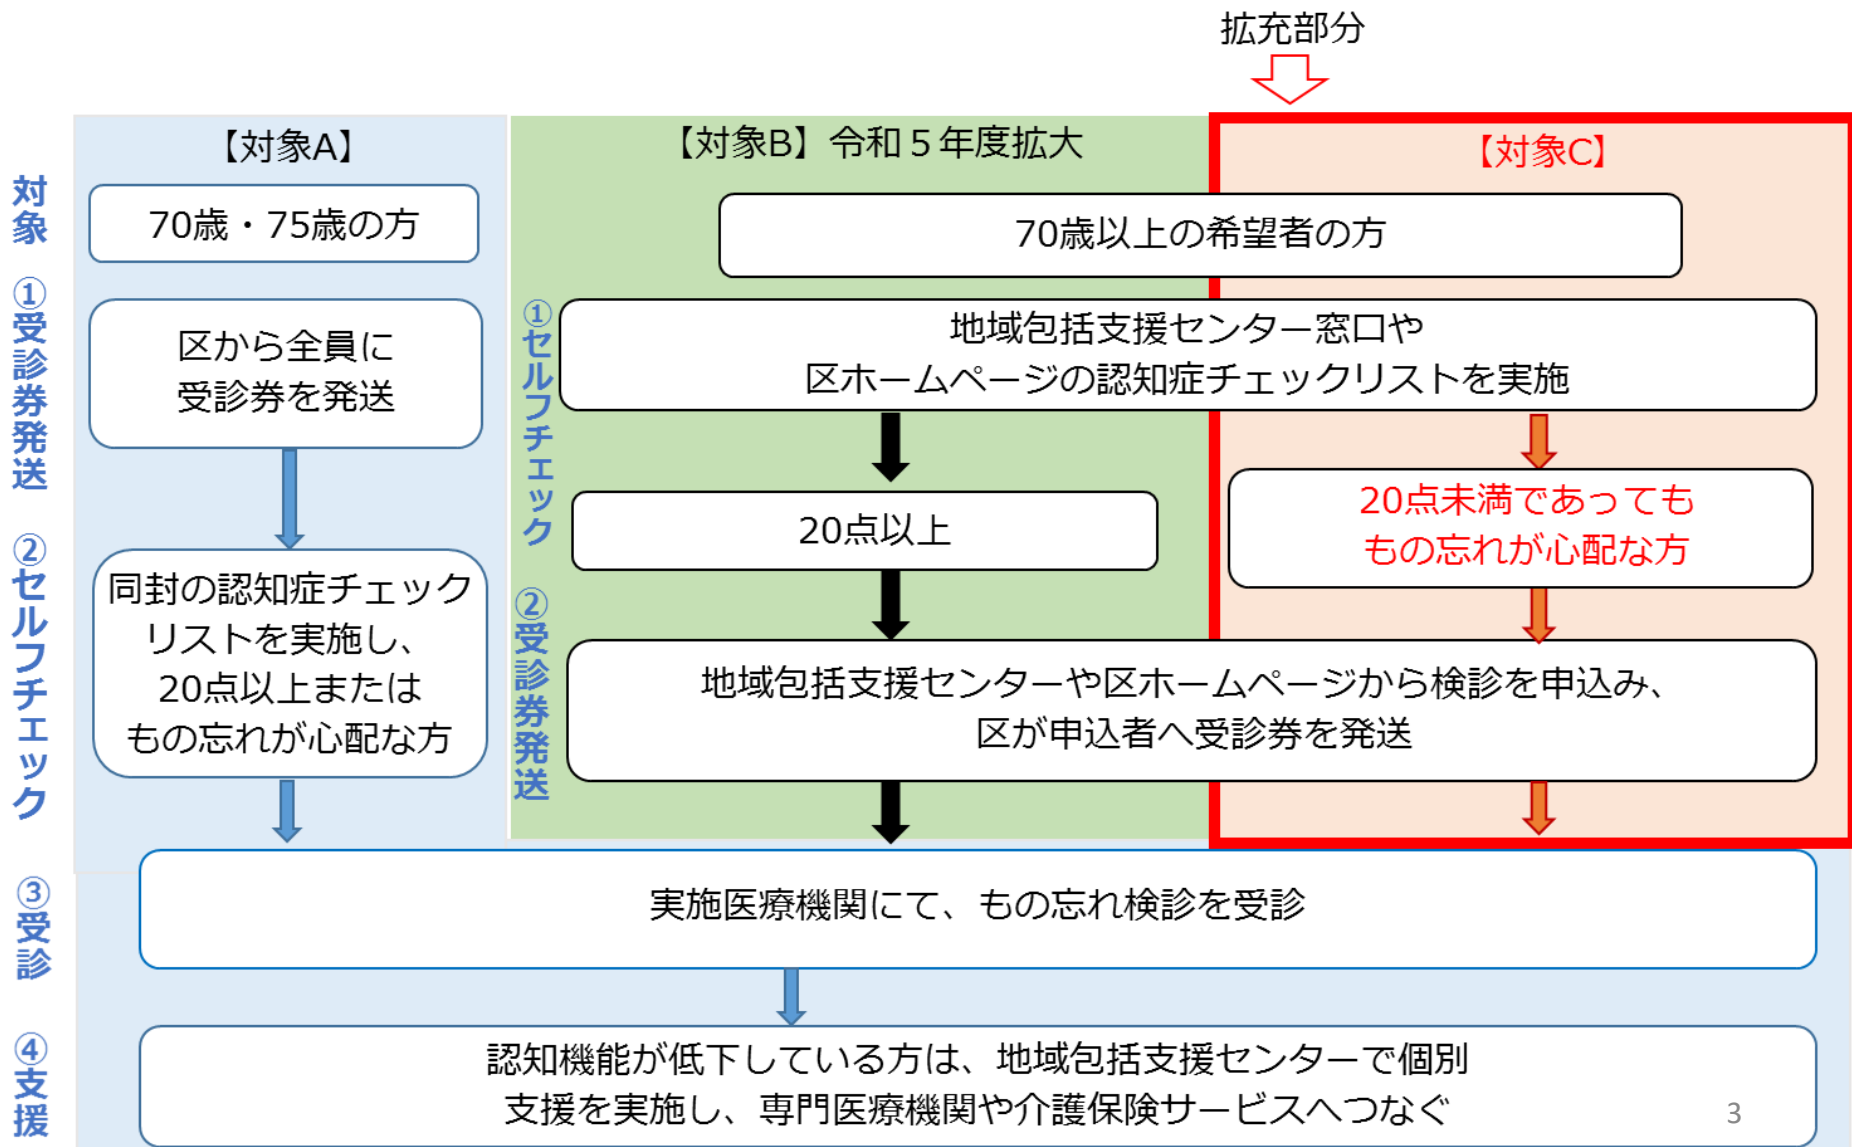 拡充部分
【対象A】
【対象B】令和５年度拡大
【対象C】
対象
70歳・75歳の方
70歳以上の希望者の方
①受診券発送
区から全員に
受診券を発送
①セルフチェック
地域包括支援センター窓口や
区ホームページの認知症チェックリストを実施
20点以上
20点未満であっても
もの忘れが心配な方
②セルフチェック
同封の認知症チェック
リストを実施し、
20点以上または
もの忘れが心配な方
②受診券発送
地域包括支援センターや区ホームページから検診を申込み、
区が申込者へ受診券を発送
③受診
実施医療機関にて、もの忘れ検診を受診
④支援
認知機能が低下している方は、地域包括支援センターで個別
支援を実施し、専門医療機関や介護保険サービスへつなぐ
3